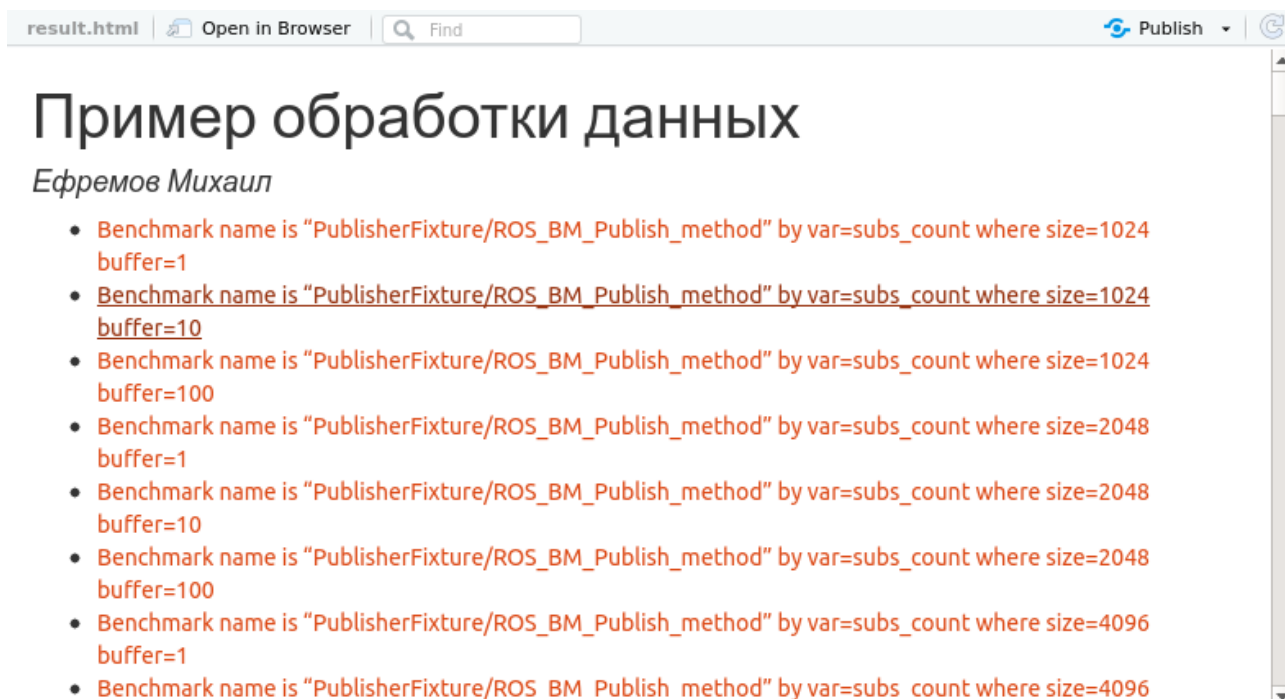 result.html Open in Browser Find Publish
Пример обработки данных
Ефремов Михаил
Benchmark name is “PublisherFixture/ROS_BM_Publish_method” by var=subs_count where size=1024
buffer=1
Benchmark name is “PublisherFixture/ROS_BM_Publish_method” by var=subs_count where size=1024
buffer=10
Benchmark name is “PublisherFixture/ROS_BM_Publish_method” by var=subs_count where size=1024
buffer=100
Benchmark name is “PublisherFixture/ROS_BM_Publish_method” by var=subs_count where size=2048
buffer=1
Benchmark name is “PublisherFixture/ROS_BM_Publish_method” by var=subs_count where size=2048
buffer=10
Benchmark name is “PublisherFixture/ROS_BM_Publish_method” by var=subs_count where size=2048
buffer=100
Benchmark name is “PublisherFixture/ROS_BM_Publish_method” by var=subs_count where size=4096
buffer=1
Benchmark name is “PublisherFixture/ROS_BM_Publish_method” by var=subs_count where size=4096